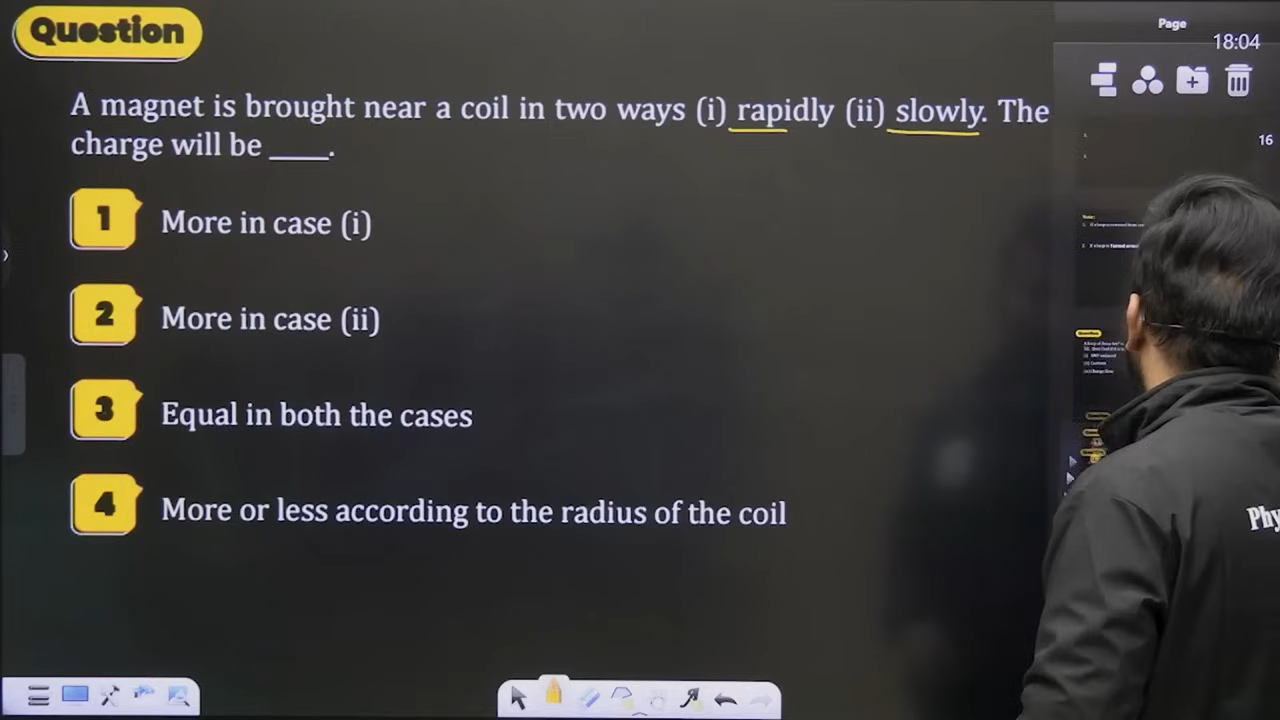 Question
Page
18:04
A magnet is brought near a coil in two ways (i) rapidly (ii) slowly. The
charge will be ____.
16
1 More in case (i)
2 More in case (ii)
3 Equal in both the cases
4 More or less according to the radius of the coil
Phy